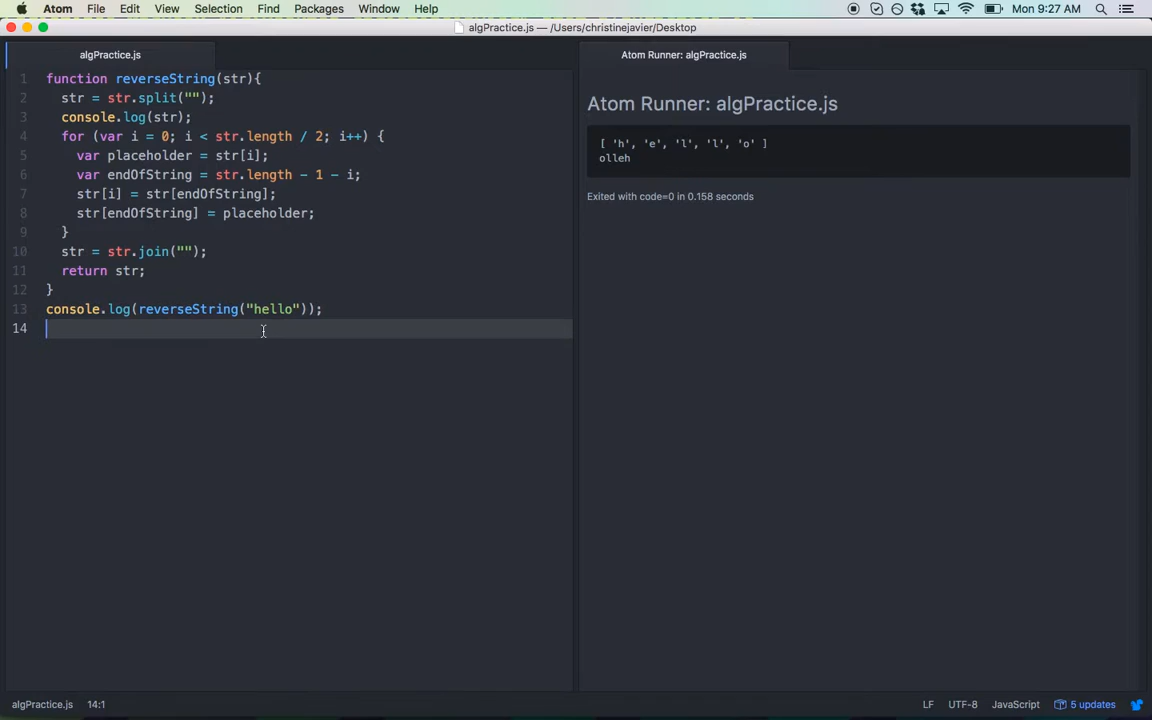 Atom File Edit View Selection Find Packages Window Help Mon 9:27 AM
algPractice.js — /Users/christinejavier/Desktop
algPractice.js
1 function reverseString(str){
2 str = str.split("");
3 console.log(str);
4 for (var i = 0; i < str.length / 2; i++) {
5 var placeholder = str[i];
6 var endOfString = str.length - 1 - i;
7 str[i] = str[endOfString];
8 str[endOfString] = placeholder;
9 }
10 str = str.join("");
11 return str;
12 }
13 console.log(reverseString("hello"));
14
Atom Runner: algPractice.js
Atom Runner: algPractice.js
[ 'h', 'e', 'l', 'l', 'o' ]
olleh
Exited with code=0 in 0.158 seconds
algPractice.js 14:1 LF UTF-8 JavaScript 5 updates